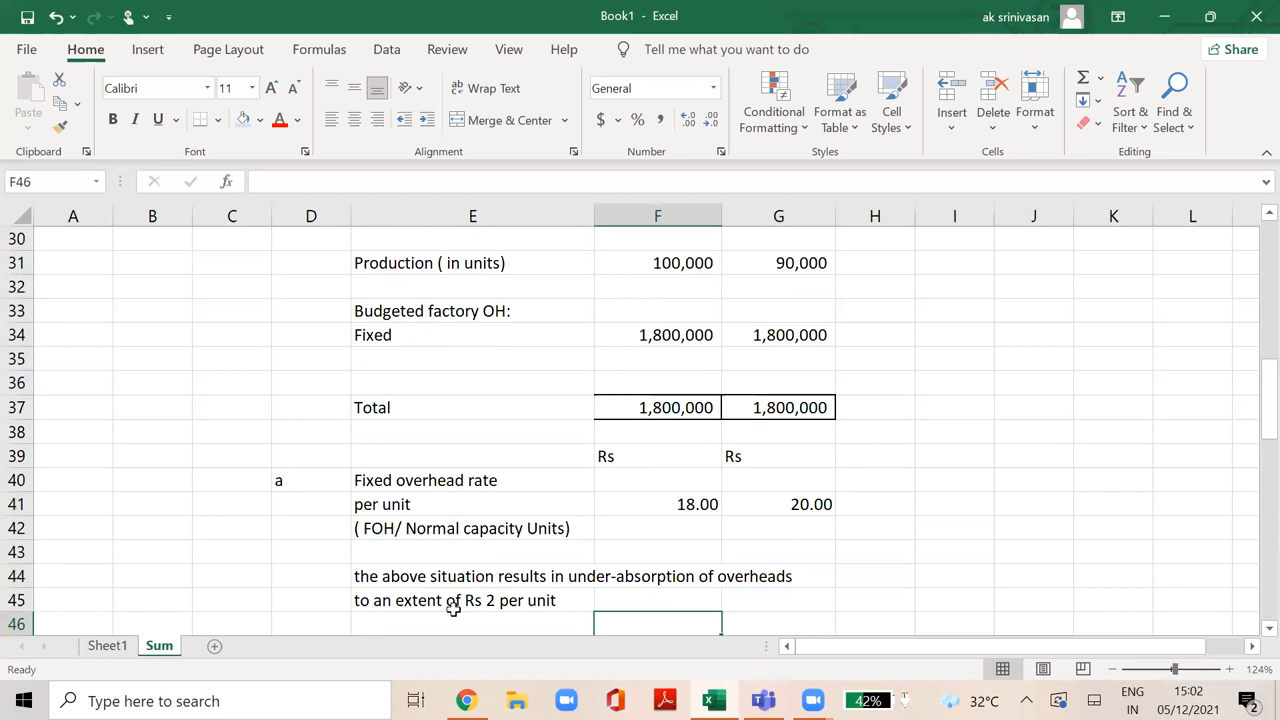 Book1 - Excel
ak srinivasan
File Home Insert Page Layout Formulas Data Review View Help Tell me what you want to do Share
Paste
Calibri 11
B I U A
Wrap Text
Merge & Center
General
$ % ,
Conditional Formatting
Format as Table
Cell Styles
Insert Delete Format
Sort & Filter
Find & Select
Clipboard Font Alignment Number Styles Cells Editing
F46 fx
A B C D E F G H I J K L
30
31 Production ( in units) 100,000 90,000
32
33 Budgeted factory OH:
34 Fixed 1,800,000 1,800,000
35
36
37 Total 1,800,000 1,800,000
38
39 Rs Rs
40 a Fixed overhead rate
41 per unit 18.00 20.00
42 ( FOH/ Normal capacity Units)
43
44 the above situation results in under-absorption of overheads
45 to an extent of Rs 2 per unit
46
Sheet1 Sum
Ready 124%
Type here to search
42% 32°C ENG 15:02
IN 05/12/2021 2